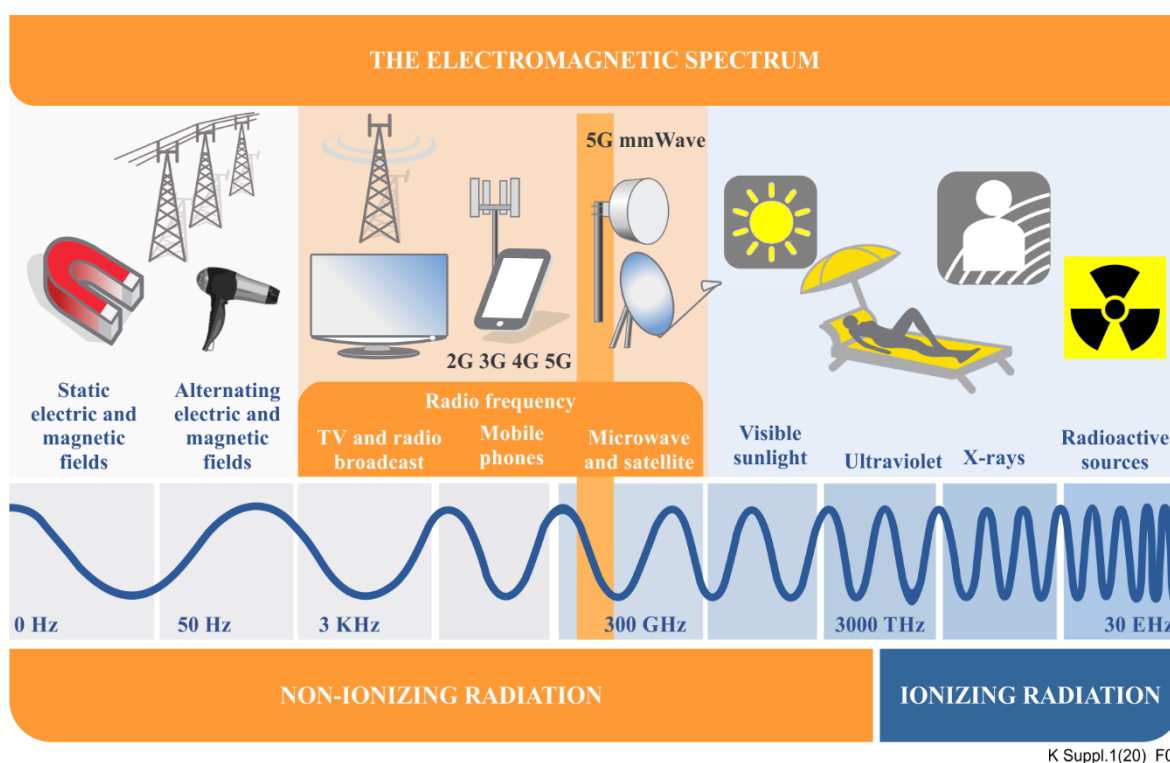 THE ELECTROMAGNETIC SPECTRUM
5G mmWave
2G 3G 4G 5G
Static
electric and
magnetic
fields
Alternating
electric and
magnetic
fields
Radio frequency
TV and radio
broadcast
Mobile
phones
Microwave
and satellite
Visible
sunlight
Ultraviolet
X-rays
Radioactive
sources
0 Hz
50 Hz
3 KHz
300 GHz
3000 THz
30 EHz
NON-IONIZING RADIATION
IONIZING RADIATION
K Suppl.1(20)